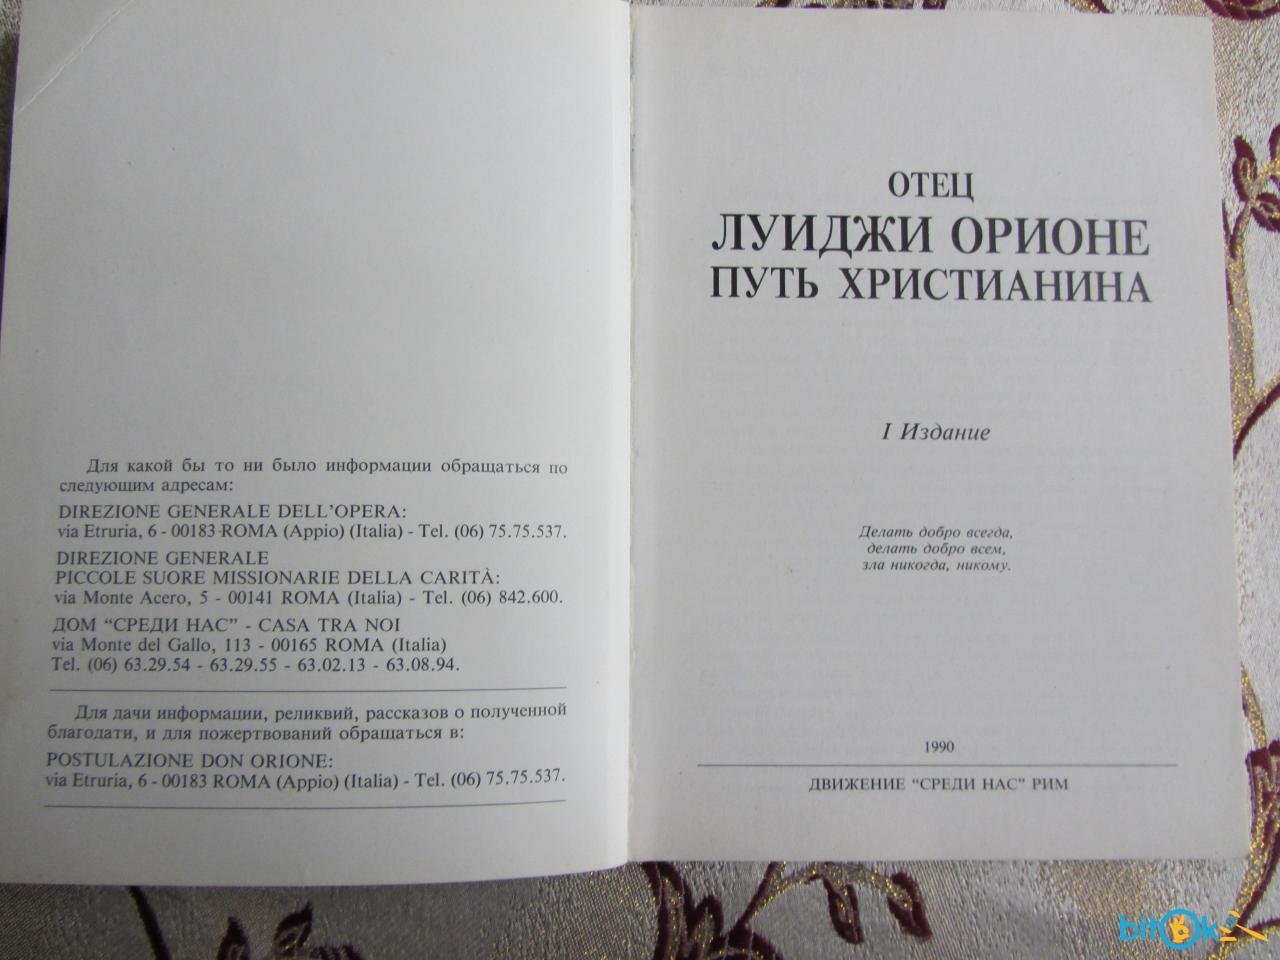 Для какой бы то ни было информации обращаться по
следующим адресам:
DIREZIONE GENERALE DELL'OPERA:
via Etruria, 6 - 00183 ROMA (Appio) (Italia) - Tel. (06) 75.75.537.
DIREZIONE GENERALE
PICCOLE SUORE MISSIONARIE DELLA CARITÀ:
via Monte Acero, 5 - 00141 ROMA (Italia) - Tel. (06) 842.600.
ДОМ “СРЕДИ НАС” - CASA TRA NOI
via Monte del Gallo, 113 - 00165 ROMA (Italia)
Tel. (06) 63.29.54 - 63.29.55 - 63.02.13 - 63.08.94.
Для дачи информации, реликвий, рассказов о полученной
благодати, и для пожертвований обращаться в:
POSTULAZIONE DON ORIONE:
via Etruria, 6 - 00183 ROMA (Appio) (Italia) - Tel. (06) 75.75.537.
ОТЕЦ
ЛУИДЖИ ОРИОНЕ
ПУТЬ ХРИСТИАНИНА
I Издание
Делать добро всегда,
делать добро всем,
зла никогда, никому.
1990
ДВИЖЕНИЕ “СРЕДИ НАС” РИМ
bitok